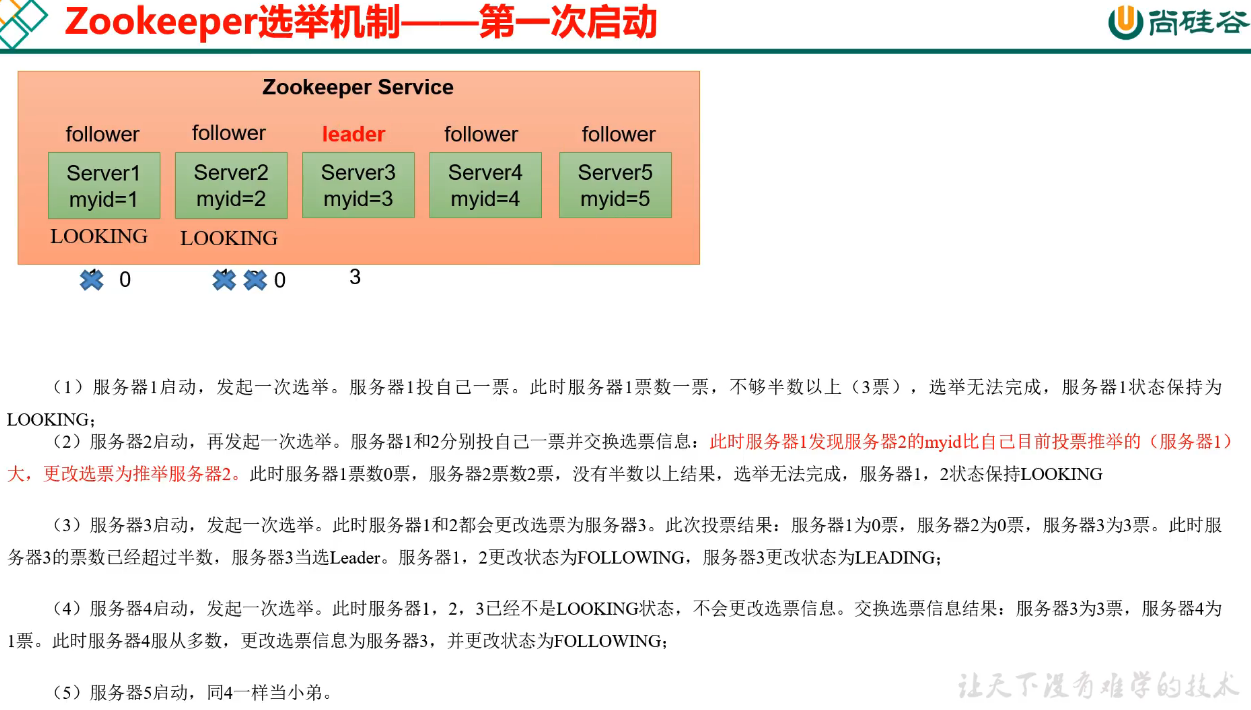 Zookeeper选举机制——第一次启动
尚硅谷
Zookeeper Service
follower follower leader follower follower
Server1 Server2 Server3 Server4 Server5
myid=1 myid=2 myid=3 myid=4 myid=5
LOOKING LOOKING
0 0 3
（1）服务器1启动，发起一次选举。服务器1投自己一票。此时服务器1票数一票，不够半数以上（3票），选举无法完成，服务器1状态保持为
LOOKING；
（2）服务器2启动，再发起一次选举。服务器1和2分别投自己一票并交换选票信息：此时服务器1发现服务器2的myid比自己目前投票推举的（服务器1）
大，更改选票为推举服务器2。此时服务器1票数0票，服务器2票数2票，没有半数以上结果，选举无法完成，服务器1，2状态保持LOOKING
（3）服务器3启动，发起一次选举。此时服务器1和2都会更改选票为服务器3。此次投票结果：服务器1为0票，服务器2为0票，服务器3为3票。此时服
务器3的票数已经超过半数，服务器3当选Leader。服务器1，2更改状态为FOLLOWING，服务器3更改状态为LEADING；
（4）服务器4启动，发起一次选举。此时服务器1，2，3已经不是LOOKING状态，不会更改选票信息。交换选票信息结果：服务器3为3票，服务器4为
1票。此时服务器4服从多数，更改选票信息为服务器3，并更改状态为FOLLOWING；
（5）服务器5启动，同4一样当小弟。
让天下没有难学的技术